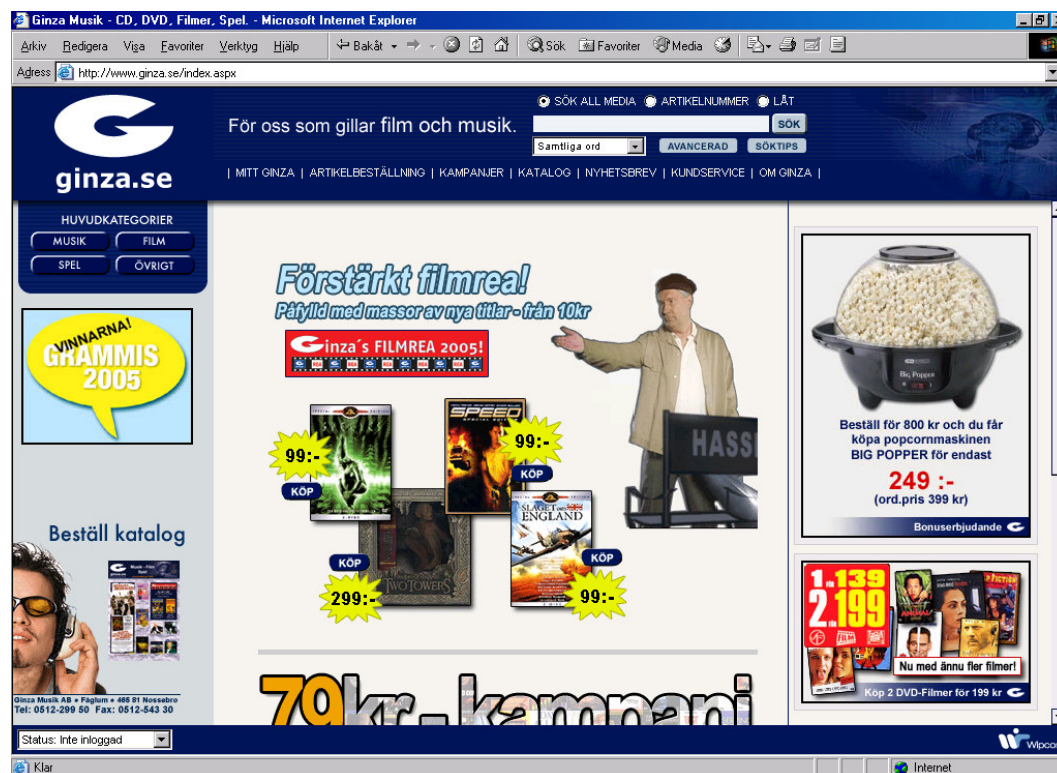 Ginza Musik - CD, DVD, Filmer, Spel. - Microsoft Internet Explorer
Arkiv Redigera Visa Favoriter Verktyg Hjälp Bakåt Sök Favoriter Media
Adress http://www.ginza.se/index.aspx
ginza.se
För oss som gillar film och musik.
SÖK ALL MEDIA ARTIKELNUMMER LÅT
SÖK
Samtliga ord AVANCERAD SÖKTIPS
| MITT GINZA | ARTIKELBESTÄLLNING | KAMPANJER | KATALOG | NYHETSBREV | KUNDSERVICE | OM GINZA |
HUVUDKATEGORIER
MUSIK FILM
SPEL ÖVRIGT
VINNARNA!
GRAMMIS
2005
Beställ katalog
Ginza Musik AB • Fåglum • 465 81 Nossebro
Tel: 0512-299 50 Fax: 0512-543 30
Förstärkt filmrea!
Påfylld med massor av nya titlar - från 10kr
Ginza´s FILMREA 2005!
HASS
99:-
KÖP
SPEED
99:-
KÖP
KÖP
TWO TOWERS
299:-
SLAGET OM
ENGLAND
KÖP
99:-
79kr - kampanj
Big Popper
Beställ för 800 kr och du får
köpa popcornmaskinen
BIG POPPER för endast
249 :-
(ord.pris 399 kr)
Bonuserbjudande
1 för 139
2 för 199
FILM
Nu med ännu fler filmer!
Köp 2 DVD-Filmer för 199 kr
Status: Inte inloggad
Wipcor
Klar Internet